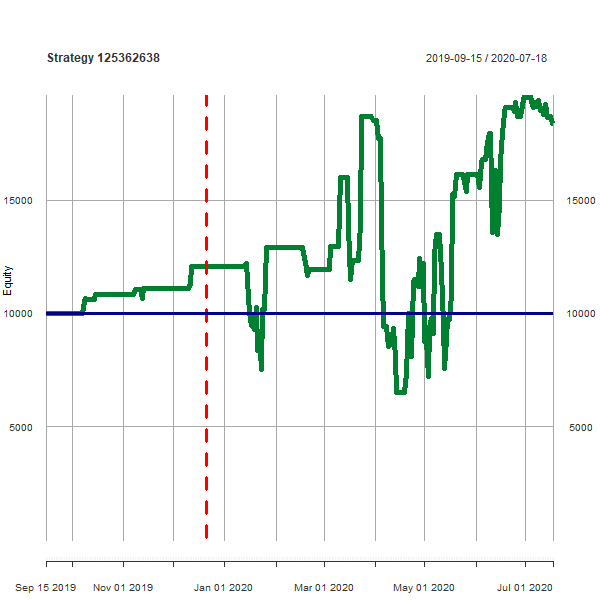 Strategy 125362638
2019-09-15 / 2020-07-18
15000
15000
Equity
10000
10000
5000
5000
Sep 15 2019
Nov 01 2019
Jan 01 2020
Mar 01 2020
May 01 2020
Jul 01 2020